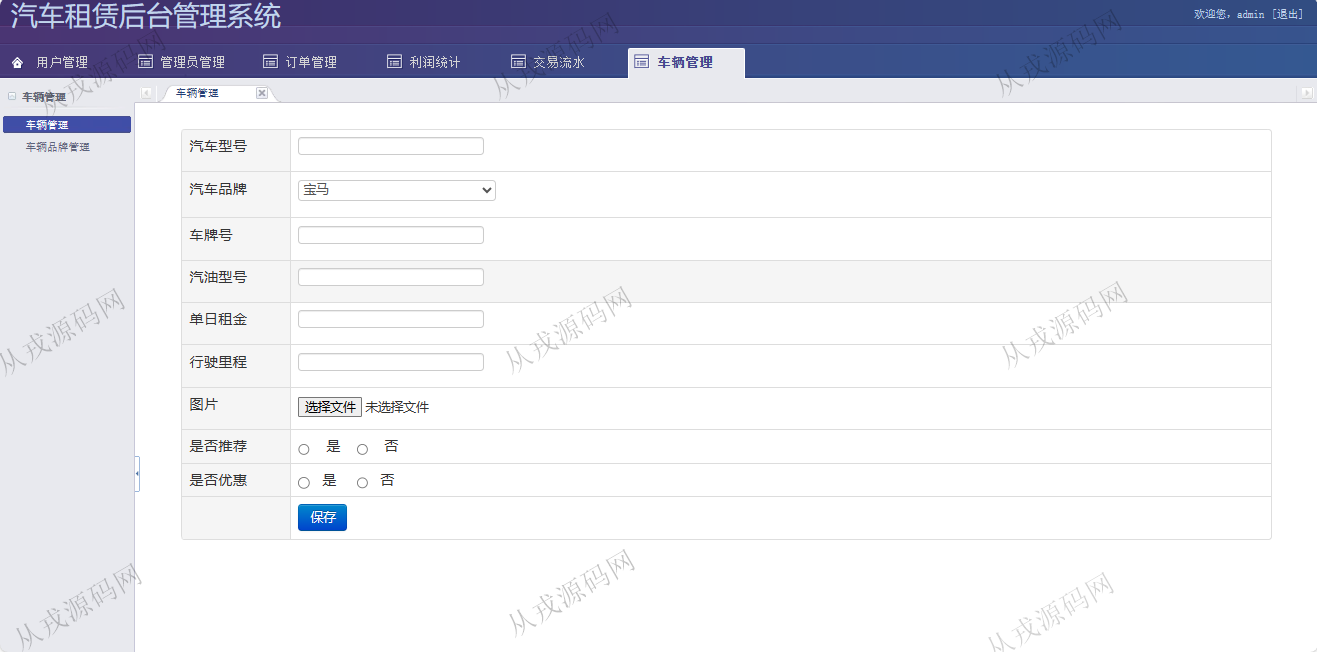 汽车租赁后台管理系统
欢迎您，admin [退出]
用户管理 管理员管理 订单管理 利润统计 交易流水 车辆管理
车辆管理
车辆管理
车辆管理
车辆品牌管理
汽车型号
汽车品牌 宝马
车牌号
汽油型号
单日租金
行驶里程
图片 选择文件 未选择文件
是否推荐 是 否
是否优惠 是 否
保存
从戎源码网
从戎源码网
从戎源码网
从戎源码网
从戎源码网
从戎源码网
从戎源码网
从戎源码网
从戎源码网